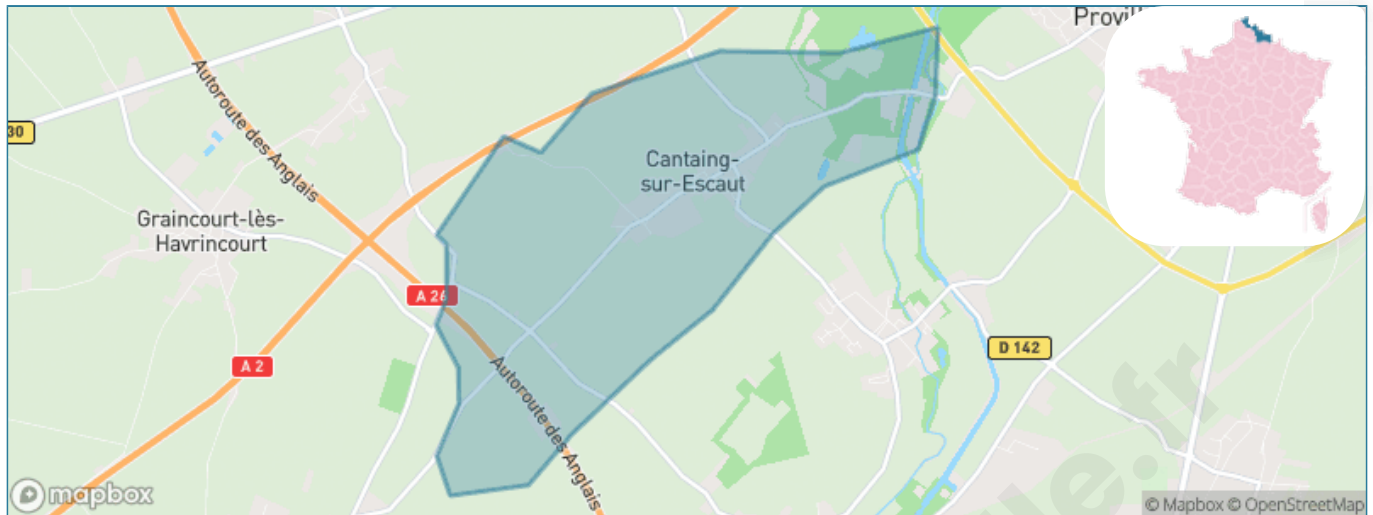 Provill
Autoroute des Anglais
30
Cantaing-
sur-Escaut
Graincourt-lès-
Havrincourt
A 26
D 142
A 2
Autoroute des Anglais
mapbox
© Mapbox © OpenStreetMap